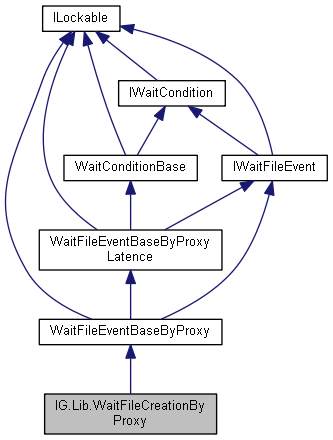 ILockable
IWaitCondition
WaitConditionBase
IWaitFileEvent
WaitFileEventBaseByProxy
Latence
WaitFileEventBaseByProxy
IG.Lib.WaitFileCreationBy
Proxy